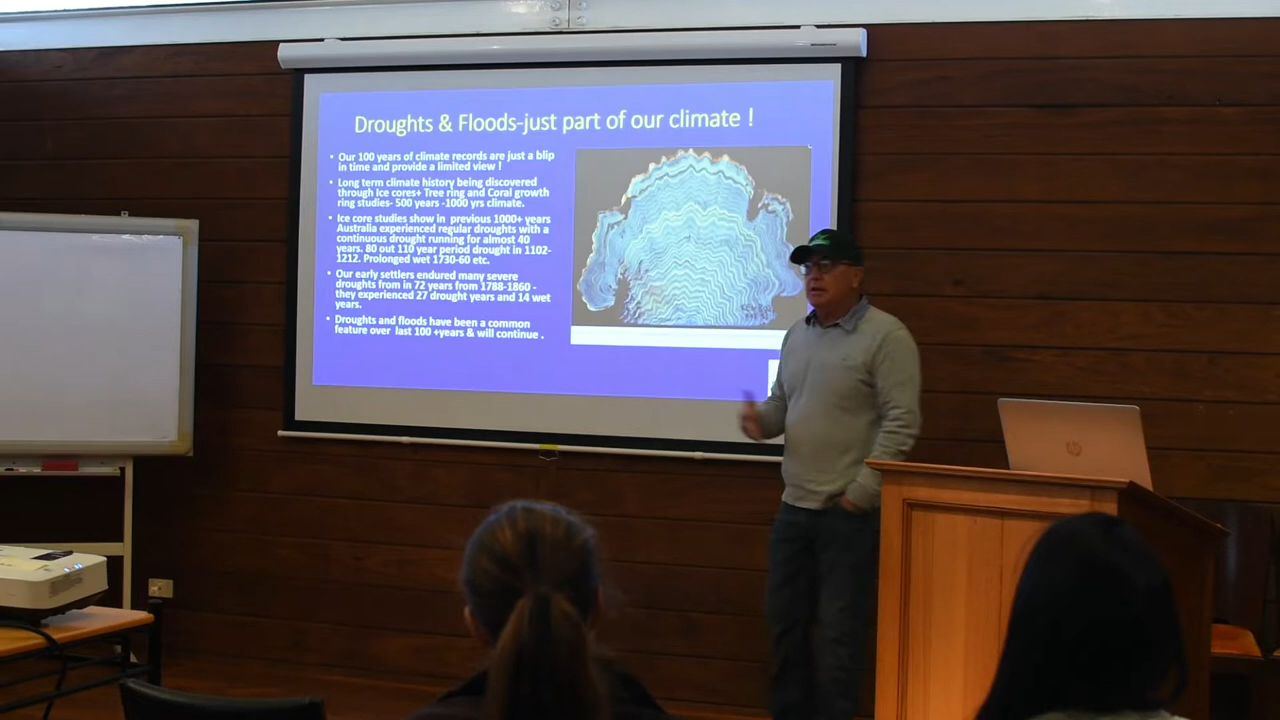 Droughts & Floods-just part of our climate !
• Our 100 years of climate records are just a blip
in time and provide a limited view !
• Long term climate history being discovered
through Ice cores+ Tree ring and Coral growth
ring studies- 500 years -1000 yrs climate.
• Ice core studies show in previous 1000+ years
Australia experienced regular droughts with a
continuous drought running for almost 40
years. 80 out 110 year period drought in 1102-
1212. Prolonged wet 1730-60 etc.
• Our early settlers endured many severe
droughts from in 72 years from 1788-1860 -
they experienced 27 drought years and 14 wet
years.
• Droughts and floods have been a common
feature over last 100 +years & will continue .
hp